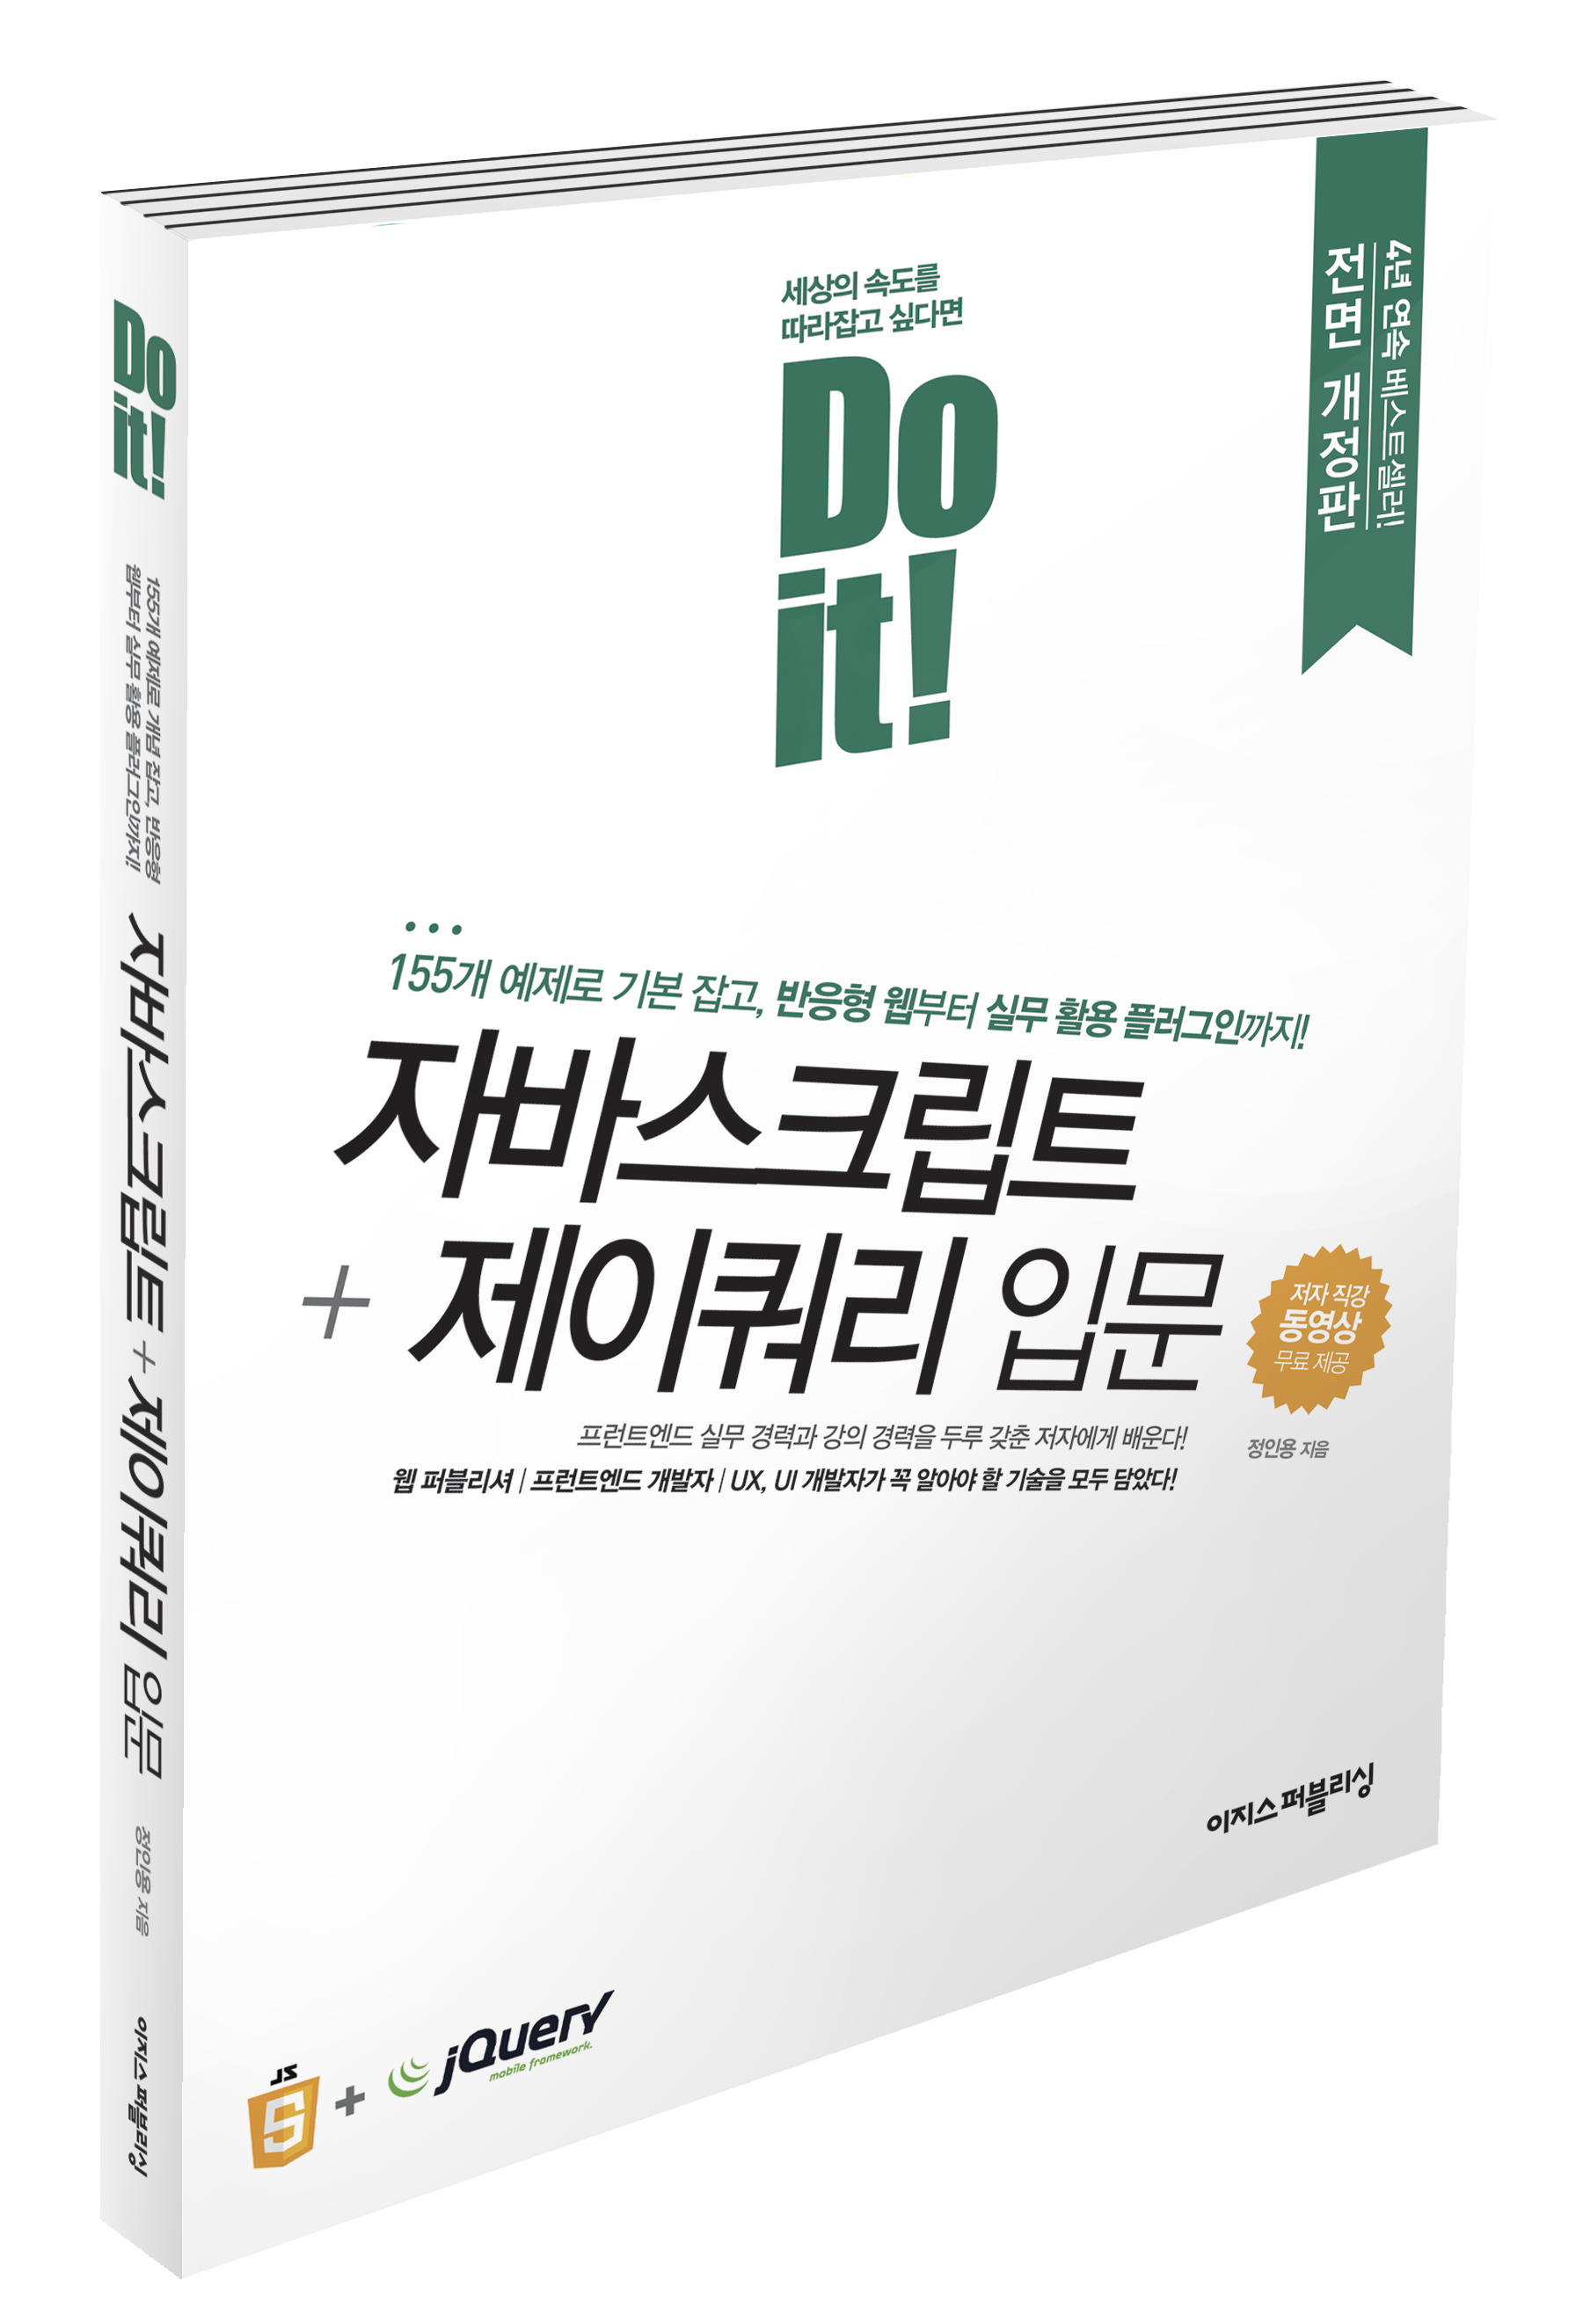 세상의 속도를
따라잡고 싶다면
Do
it!
4년 연속 베스트셀러!
전면 개정판
155개 예제로 기본 잡고, 반응형 웹부터 실무 활용 플러그인까지!
자바스크립트
+ 제이쿼리 입문
저자 직강
동영상
무료 제공
프런트엔드 실무 경력과 강의 경력을 두루 갖춘 저자에게 배운다!
정인용 지음
웹 퍼블리셔 | 프런트엔드 개발자 | UX, UI 개발자가 꼭 알아야 할 기술을 모두 담았다!
이지스퍼블리싱
JS
5
+
jQuery
mobile framework.
Do
it!
155개 예제로 개념 잡고, 반응형
웹부터 실무 활용 플러그인까지!
자바스크립트 + 제이쿼리 입문
정인용 지음
이지스퍼블리싱